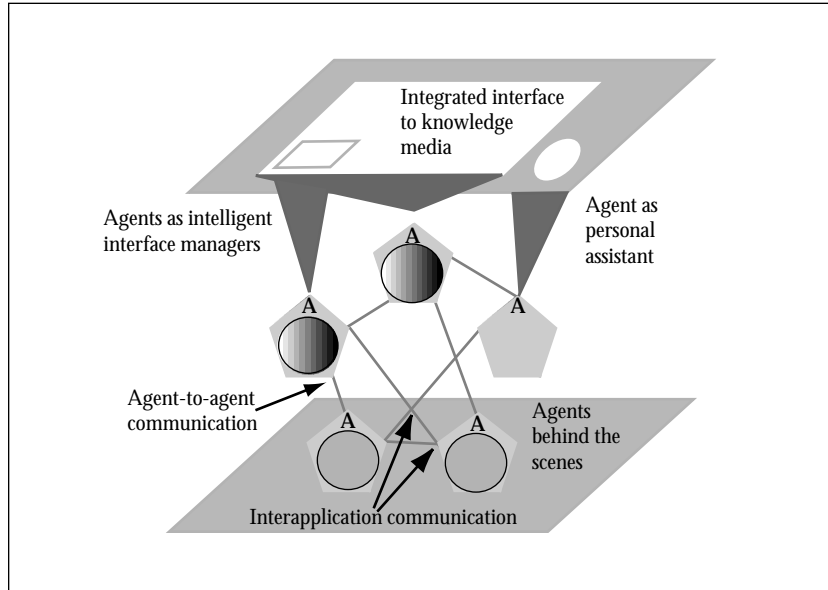 Integrated interface
to knowledge
media
Agents as intelligent
interface managers
Agent as
personal
assistant
A
A
A
Agent-to-agent
communication
A
A
Agents
behind the
scenes
Interapplication communication